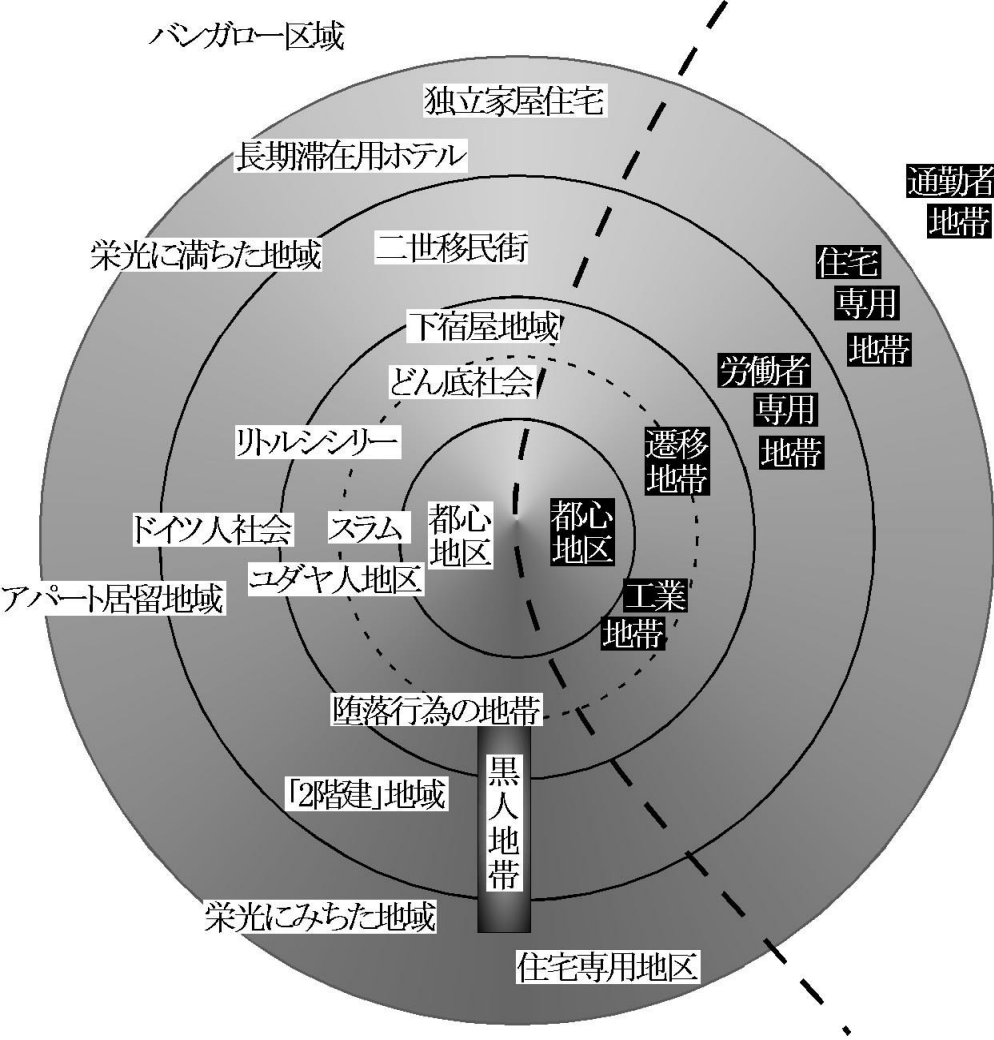 バンガロー区域
独立家屋住宅
長期滞在用ホテル
通勤者
地帯
栄光に満ちた地域
二世移民街
住宅
専用
地帯
下宿屋地域
どん底社会
労働者
専用
地帯
リトルシシリー
遷移
地帯
ドイツ人社会
スラム
都心
地区
都心
地区
ユダヤ人地区
アパート居留地域
工業
地帯
堕落行為の地帯
「2階建」地域
黒人地帯
栄光にみちた地域
住宅専用地区